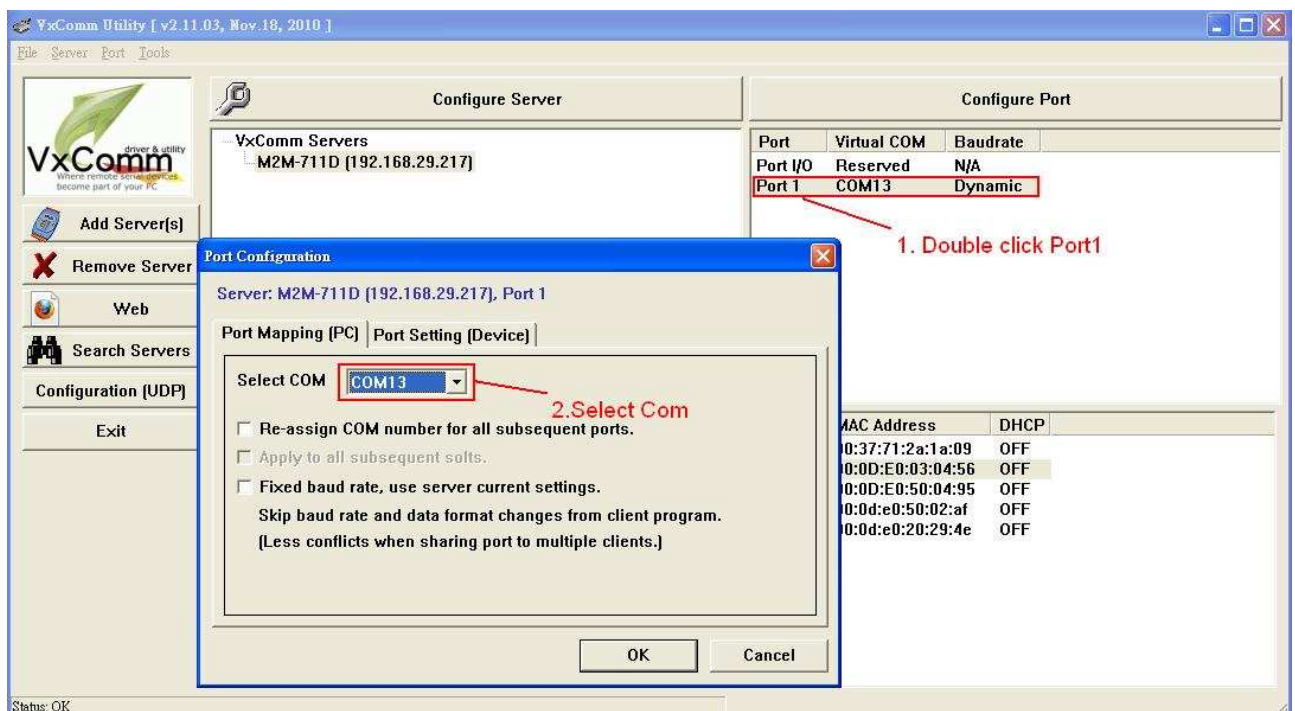 VxComm Utility [ v2.11.03, Nov.18, 2010 ]
File Server Port Tools
VxComm
driver & utility
Where remote serial devices
become part of your PC
Add Server(s)
Remove Server
Web
Search Servers
Configuration (UDP)
Exit
Configure Server
VxComm Servers
M2M-711D (192.168.29.217)
Configure Port
Port Virtual COM Baudrate
Port I/O Reserved N/A
Port 1 COM13 Dynamic
1. Double click Port1
Port Configuration
Server: M2M-711D (192.168.29.217), Port 1
Port Mapping (PC) Port Setting (Device)
Select COM COM13
2.Select Com
Re-assign COM number for all subsequent ports.
Apply to all subsequent solts.
Fixed baud rate, use server current settings.
Skip baud rate and data format changes from client program.
(Less conflicts when sharing port to multiple clients.)
OK Cancel
MAC Address DHCP
0:37:71:2a:1a:09 OFF
0:0D:E0:03:04:56 OFF
0:0D:E0:50:04:95 OFF
0:0d:e0:50:02:af OFF
0:0d:e0:20:29:4e OFF
Status: OK